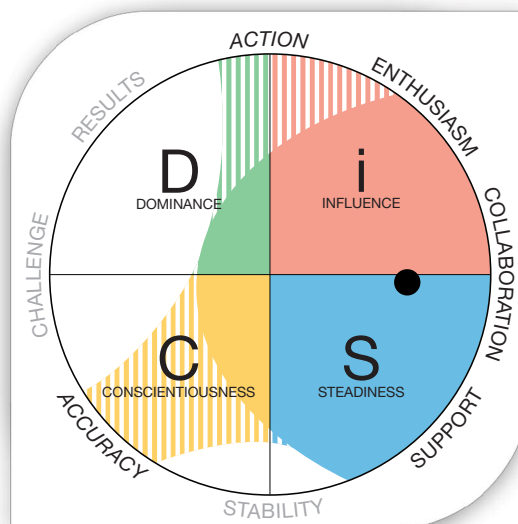 ACTION
ENTHUSIASM
RESULTS
D
DOMINANCE
i
INFLUENCE
CHALLENGE
COLLABORATION
C
CONSCIENTIOUSNESS
S
STEADINESS
ACCURACY
SUPPORT
STABILITY